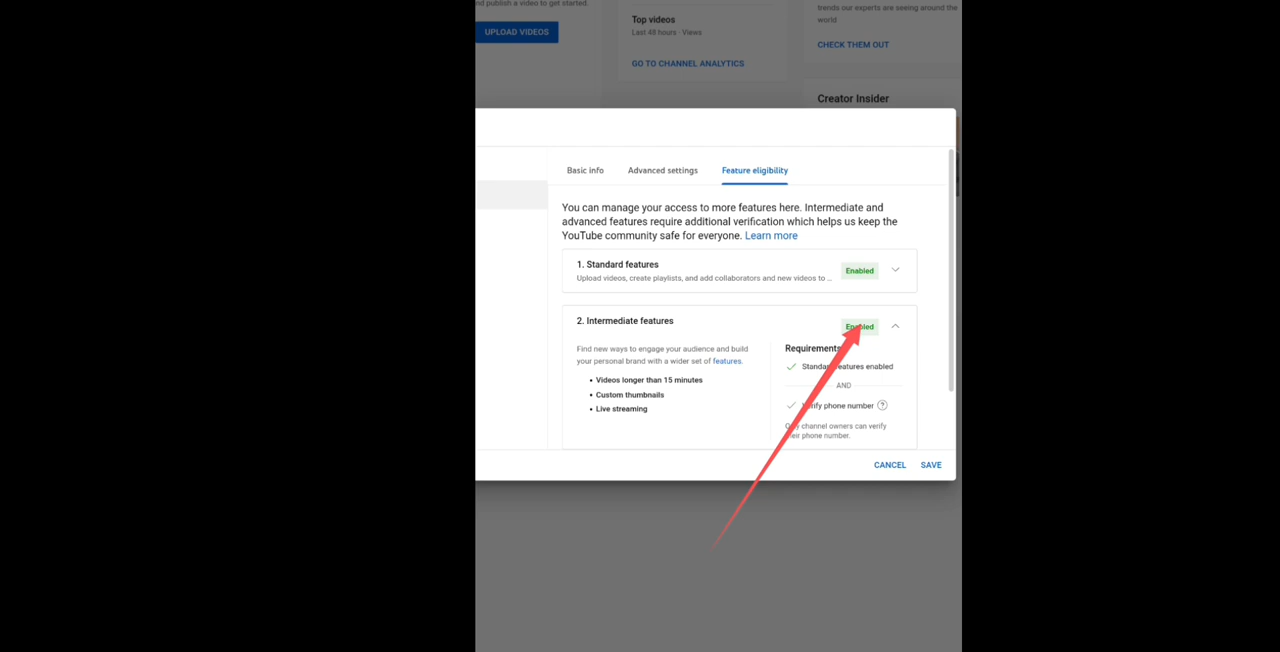 and publish a video to get started.
UPLOAD VIDEOS
Top videos
Last 48 hours · Views
GO TO CHANNEL ANALYTICS
trends our experts are seeing around the
world
CHECK THEM OUT
Creator Insider
Basic info
Advanced settings
Feature eligibility
You can manage your access to more features here. Intermediate and
advanced features require additional verification which helps us keep the
YouTube community safe for everyone. Learn more
1. Standard features
Upload videos, create playlists, and add collaborators and new videos to ...
Enabled
2. Intermediate features
Enabled
Find new ways to engage your audience and build
your personal brand with a wider set of features.
• Videos longer than 15 minutes
• Custom thumbnails
• Live streaming
Requirements
Standard features enabled
AND
Verify phone number ?
Only channel owners can verify
their phone number.
CANCEL
SAVE